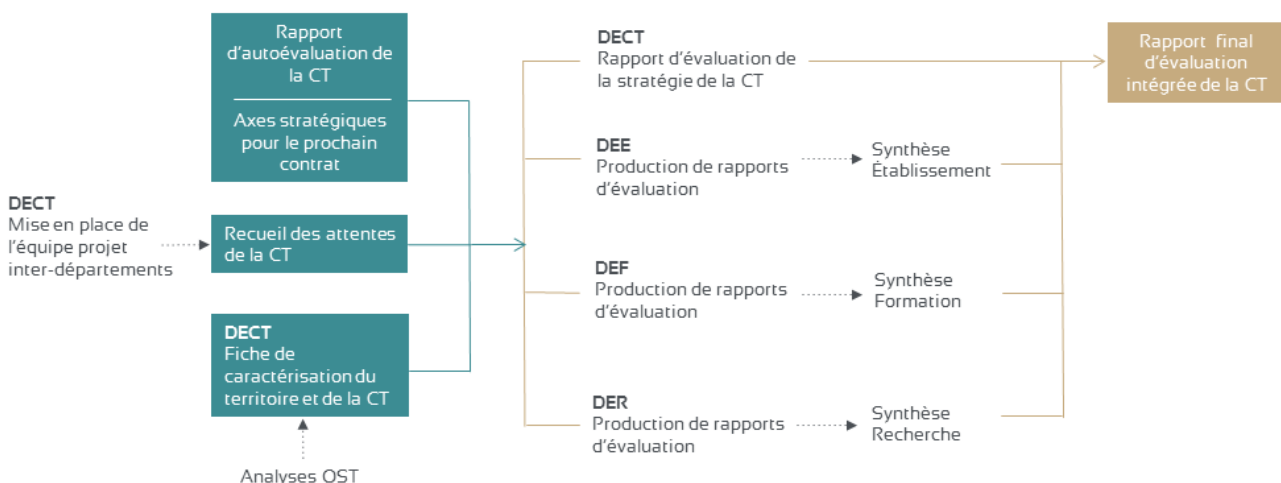 DECT
Mise en place de
l'équipe projet
inter-départements
Rapport
d'autoévaluation de
la CT
Axes stratégiques
pour le prochain
contrat
Recueil des attentes
de la CT
DECT
Fiche de
caractérisation du
territoire et de la CT
Analyses OST
DECT
Rapport d'évaluation de
la stratégie de la CT
DEE
Production de rapports
d'évaluation
Synthèse
Établissement
DEF
Production de rapports
d'évaluation
Synthèse
Formation
DER
Production de rapports
d'évaluation
Synthèse
Recherche
Rapport final
d'évaluation
intégrée de la CT